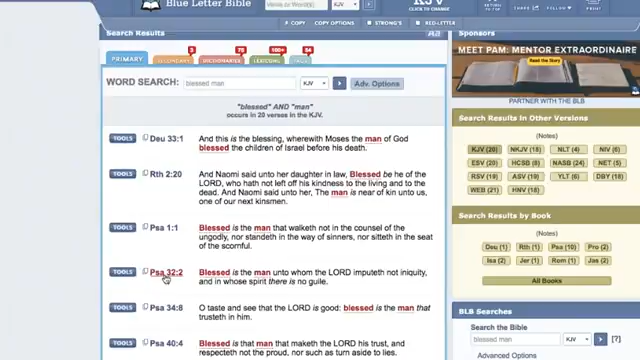 Blue Letter Bible
KJV
CLICK TO CHANGE
COPY COPY OPTIONS STRONG'S RED-LETTER
Search Results
PRIMARY
WORD SEARCH: blessed man KJV Adv. Options
"blessed" AND "man"
occurs in 20 verses in the KJV.
TOOLS Deu 33:1 And this is the blessing, wherewith Moses the man of God
blessed the children of Israel before his death.
TOOLS Rth 2:20 And Naomi said unto her daughter in law, Blessed be he of the
LORD, who hath not left off his kindness to the living and to the
dead. And Naomi said unto her, The man is near of kin unto us,
one of our next kinsmen.
TOOLS Psa 1:1 Blessed is the man that walketh not in the counsel of the
ungodly, nor standeth in the way of sinners, nor sitteth in the seat
of the scornful.
TOOLS Psa 32:2 Blessed is the man unto whom the LORD imputeth not iniquity,
and in whose spirit there is no guile.
TOOLS Psa 34:8 O taste and see that the LORD is good: blessed is the man that
trusteth in him.
TOOLS Psa 40:4 Blessed is that man that maketh the LORD his trust, and
respecteth not the proud, nor such as turn aside to lies.
Sponsors
MEET PAM: MENTOR EXTRAORDINAIRE
Read the Story
PARTNER WITH THE BLB
Search Results in Other Versions
(Notes)
KJV (20) NKJV (18) NLT (4) NIV (6)
ESV (20) HCSB (8) NASB (24) NET (5)
RSV (19) ASV (19) YLT (6) DBY (18)
WEB (21) HNV (18)
Search Results by Book
(Notes)
Deu (1) Rth (1) Psa (10) Pro (2)
Isa (2) Jer (1) Rom (1) Jas (1)
All Books
BLB Searches
Search the Bible
blessed man KJV [?]
Advanced Options